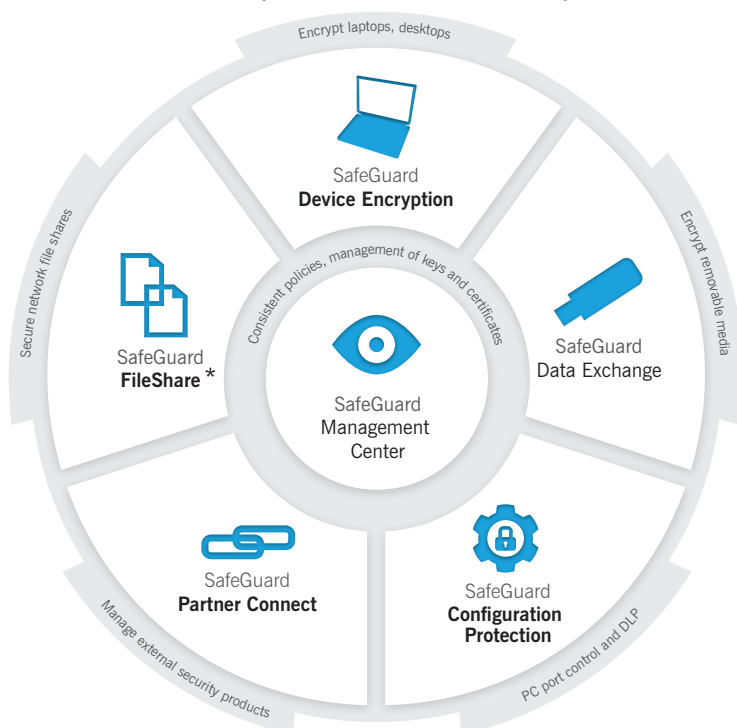 Encrypt laptops, desktops
SafeGuard
Device Encryption
Secure network file shares
Encrypt removable media
Consistent policies, management of keys and certificates
SafeGuard
FileShare *
SafeGuard
Data Exchange
SafeGuard
Management
Center
SafeGuard
Partner Connect
SafeGuard
Configuration
Protection
Manage external security products
PC port control and DLP